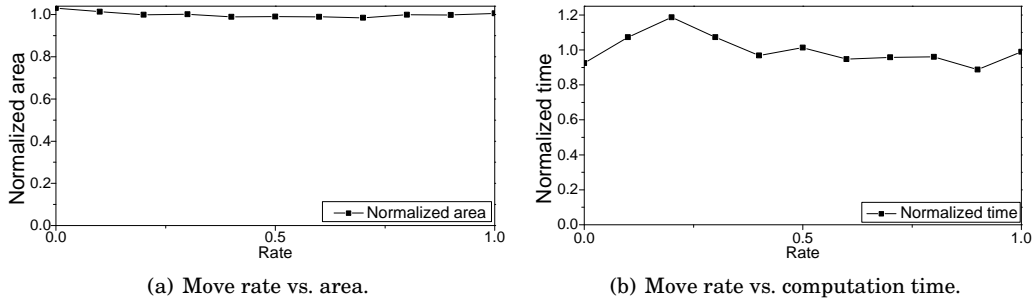 Normalized area
1.0
0.8
0.6
0.4
0.2
0.0
Normalized area
0.0
0.5
1.0
Rate
(a) Move rate vs. area.
Normalized time
1.2
1.0
0.8
0.6
0.4
0.2
0.0
Normalized time
0.0
0.5
1.0
Rate
(b) Move rate vs. computation time.